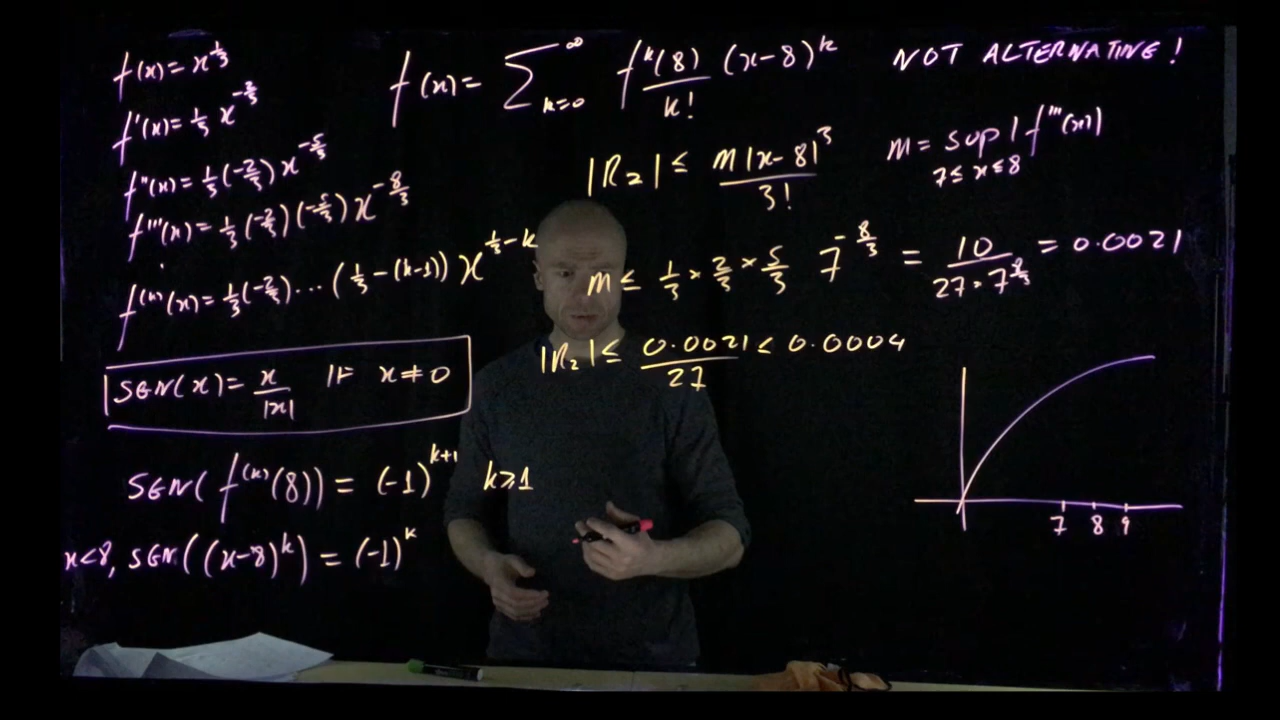 f(x) = x^{1/3}
f'(x) = 1/3 x^{-2/3}
f''(x) = 1/3 (-2/3) x^{-5/3}
f'''(x) = 1/3 (-2/3)(-5/3) x^{-8/3}
f^{(k)}(x) = 1/3 (-2/3) ... (1/3 - (k-1)) x^{1/3 - k}
SGN(x) = x/|x| IF x ≠ 0
SGN(f^{(k)}(8)) = (-1)^{k+1} k ≥ 1
x<8, SGN((x-8)^k) = (-1)^k
f(x) = Σ_{k=0}^{∞} f^k(8)/k! (x-8)^k
|R_2| ≤ M|x-8|^3/3!
M ≤ 1/3 × 2/3 × 5/3 7^{-8/3} = 10/(27·7^{8/3}) = 0.0021
|R_2| ≤ 0.0021/27 < 0.0004
NOT ALTERNATING!
M = sup |f'''(x)|
7 ≤ x ≤ 8
7 8 9